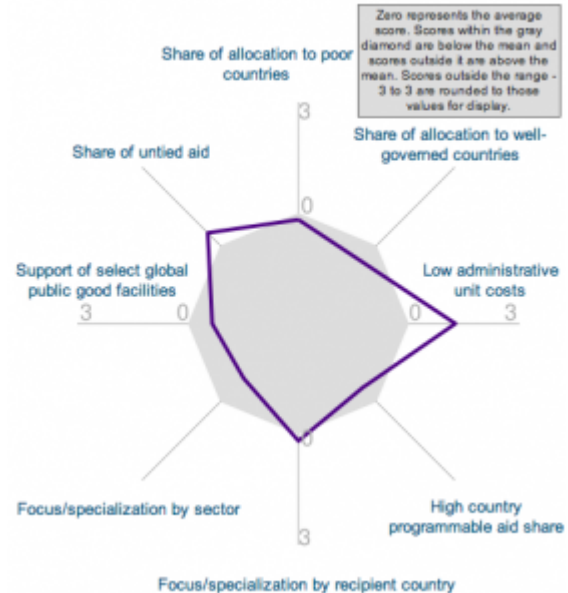 Zero represents the average
score. Scores within the gray
diamond are below the mean and
scores outside it are above the
mean. Scores outside the range -
3 to 3 are rounded to those
values for display.
Share of allocation to poor
countries
3
Share of allocation to well-
governed countries
Share of untied aid
0
Support of select global
public good facilities
Low administrative
unit costs
3
0
0
3
0
Focus/specialization by sector
High country
programmable aid share
3
Focus/specialization by recipient country